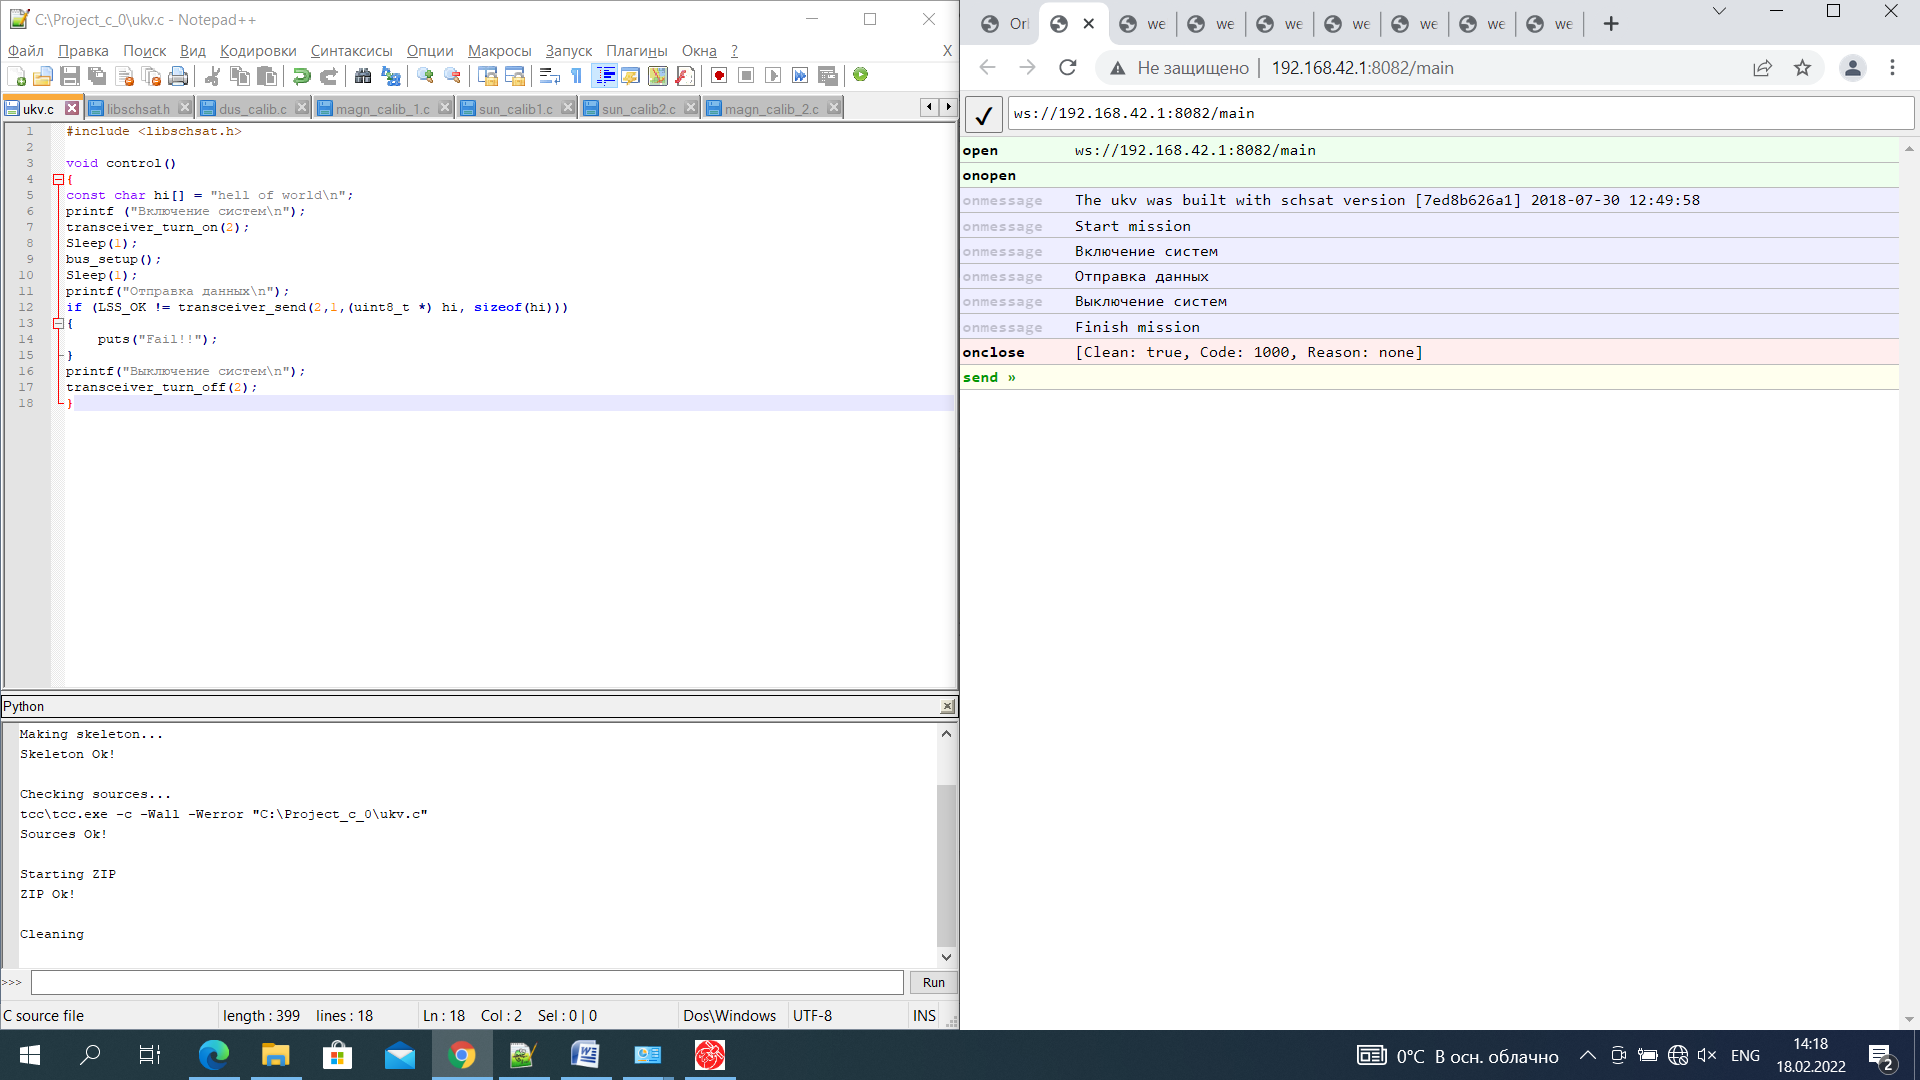 C:\Project_c_0\ukv.c - Notepad++
Файл Правка Поиск Вид Кодировки Синтаксисы Опции Макросы Запуск Плагины Окна ? X
ukv.c libschsat.h dus_calib.c magn_calib_1.c sun_calib1.c sun_calib2.c magn_calib_2.c
1 #include <libschsat.h>
2
3 void control()
4 {
5 const char hi[] = "hell of world\n";
6 printf ("Включение систем\n");
7 transceiver_turn_on(2);
8 Sleep(1);
9 bus_setup();
10 Sleep(1);
11 printf("Отправка данных\n");
12 if (LSS_OK != transceiver_send(2,1,(uint8_t *) hi, sizeof(hi)))
13 {
14 puts("Fail!!");
15 }
16 printf("Выключение систем\n");
17 transceiver_turn_off(2);
18 }
Python
Making skeleton...
Skeleton Ok!
Checking sources...
tcc\tcc.exe -c -Wall -Werror "C:\Project_c_0\ukv.c"
Sources Ok!
Starting ZIP
ZIP Ok!
Cleaning
>>> Run
C source file length : 399 lines : 18 Ln : 18 Col : 2 Sel : 0 | 0 Dos\Windows UTF-8 INS
Ori we we we we we we we
Не защищено 192.168.42.1:8082/main
ws://192.168.42.1:8082/main
open ws://192.168.42.1:8082/main
onopen
onmessage The ukv was built with schsat version [7ed8b626a1] 2018-07-30 12:49:58
onmessage Start mission
onmessage Включение систем
onmessage Отправка данных
onmessage Выключение систем
onmessage Finish mission
onclose [Clean: true, Code: 1000, Reason: none]
send »
0°C В осн. облачно ENG 14:18
18.02.2022 2